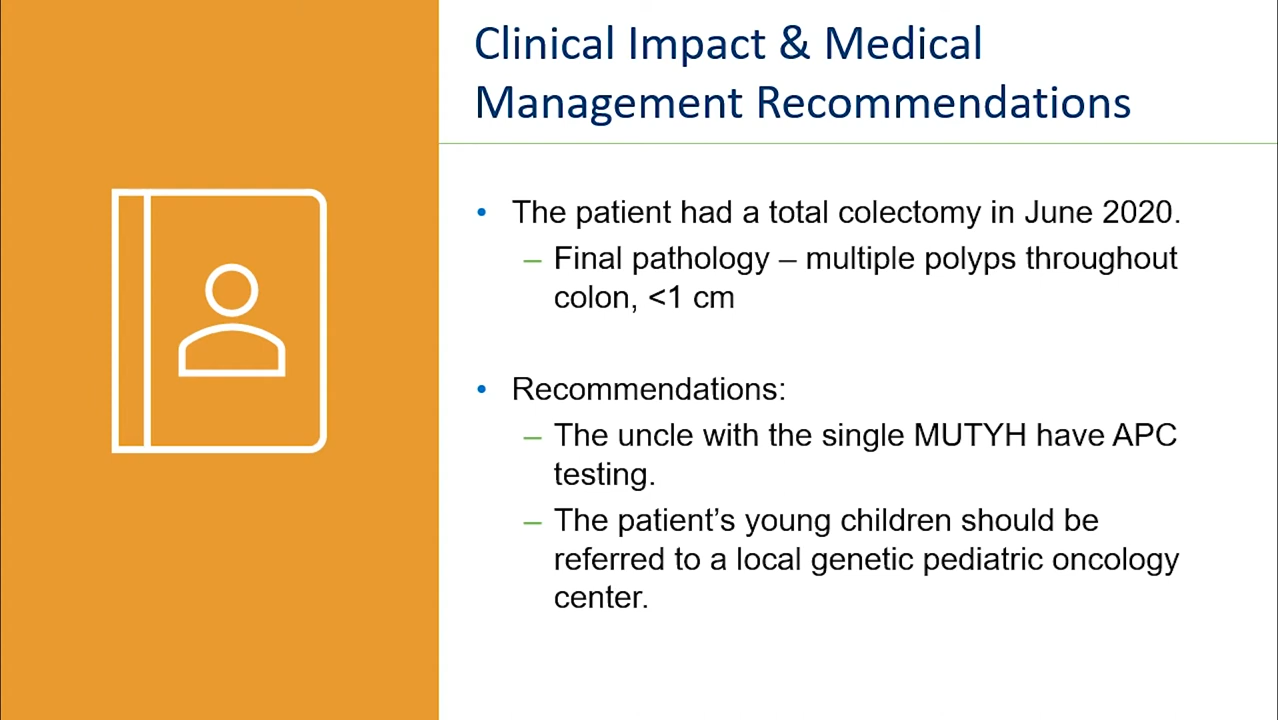 Clinical Impact & Medical
Management Recommendations
• The patient had a total colectomy in June 2020.
– Final pathology – multiple polyps throughout
colon, <1 cm
• Recommendations:
– The uncle with the single MUTYH have APC
testing.
– The patient’s young children should be
referred to a local genetic pediatric oncology
center.